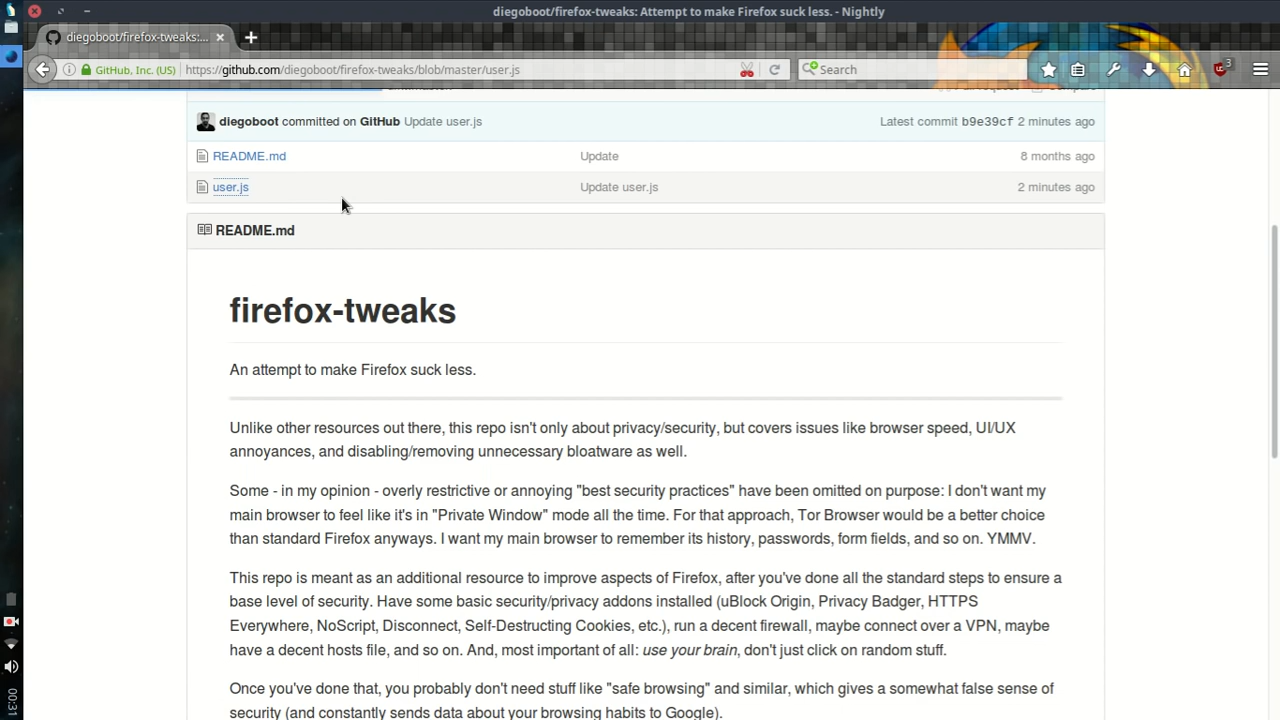 diegoboot/firefox-tweaks: Attempt to make Firefox suck less. - Nightly
diegoboot/firefox-tweaks:...
GitHub, Inc. (US) https://github.com/diegoboot/firefox-tweaks/blob/master/user.js
Search
3
diegoboot committed on GitHub Update user.js Latest commit b9e39cf 2 minutes ago
README.md Update 8 months ago
user.js Update user.js 2 minutes ago
README.md
firefox-tweaks
An attempt to make Firefox suck less.
Unlike other resources out there, this repo isn't only about privacy/security, but covers issues like browser speed, UI/UX
annoyances, and disabling/removing unnecessary bloatware as well.
Some - in my opinion - overly restrictive or annoying "best security practices" have been omitted on purpose: I don't want my
main browser to feel like it's in "Private Window" mode all the time. For that approach, Tor Browser would be a better choice
than standard Firefox anyways. I want my main browser to remember its history, passwords, form fields, and so on. YMMV.
This repo is meant as an additional resource to improve aspects of Firefox, after you've done all the standard steps to ensure a
base level of security. Have some basic security/privacy addons installed (uBlock Origin, Privacy Badger, HTTPS
Everywhere, NoScript, Disconnect, Self-Destructing Cookies, etc.), run a decent firewall, maybe connect over a VPN, maybe
have a decent hosts file, and so on. And, most important of all: use your brain, don't just click on random stuff.
Once you've done that, you probably don't need stuff like "safe browsing" and similar, which gives a somewhat false sense of
security (and constantly sends data about your browsing habits to Google).
00:31